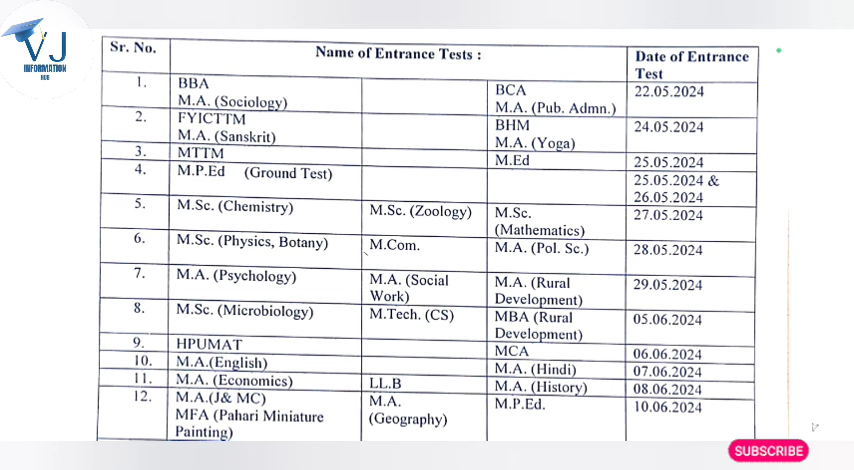 VJ
INFORMATION
HUB
Sr. No. Name of Entrance Tests : Date of Entrance
Test
1. BBA BCA 22.05.2024
M.A. (Sociology) M.A. (Pub. Admn.)
2. FYICTTM BHM 24.05.2024
M.A. (Sanskrit) M.A. (Yoga)
3. MTTM M.Ed 25.05.2024
4. M.P.Ed (Ground Test) 25.05.2024 &
26.05.2024
5. M.Sc. (Chemistry) M.Sc. (Zoology) M.Sc. 27.05.2024
(Mathematics)
6. M.Sc. (Physics, Botany) M.Com. M.A. (Pol. Sc.) 28.05.2024
7. M.A. (Psychology) M.A. (Social M.A. (Rural 29.05.2024
Work) Development)
8. M.Sc. (Microbiology) M.Tech. (CS) MBA (Rural 05.06.2024
Development)
9. HPUMAT MCA 06.06.2024
10. M.A.(English) M.A. (Hindi) 07.06.2024
11. M.A. (Economics) LL.B M.A. (History) 08.06.2024
12. M.A.(J& MC) M.A. M.P.Ed. 10.06.2024
MFA (Pahari Miniature (Geography)
Painting)
SUBSCRIBE